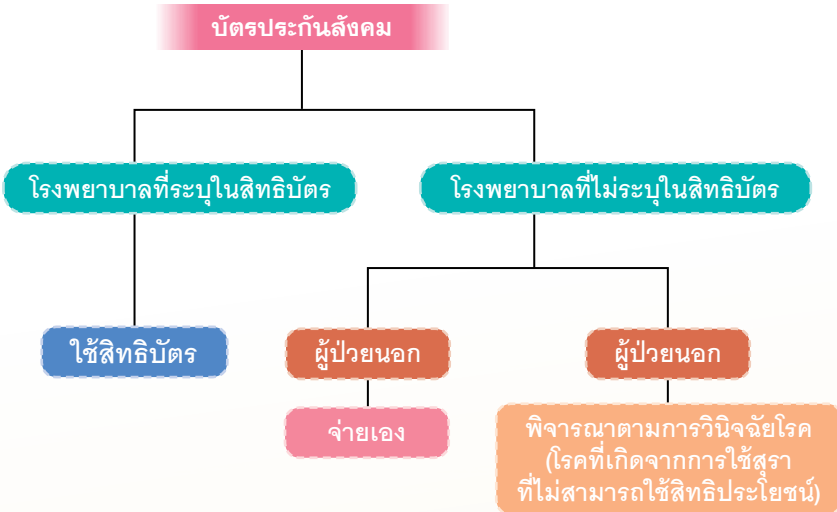 บัตรประกันสังคม
โรงพยาบาลที่ระบุในสิทธิบัตร
โรงพยาบาลที่ไม่ระบุในสิทธิบัตร
ใช้สิทธิบัตร
ผู้ป่วยนอก
ผู้ป่วยนอก
จ่ายเอง
พิจารณาตามการวินิจฉัยโรค
(โรคที่เกิดจากการใช้สุรา
ที่ไม่สามารถใช้สิทธิประโยชน์)